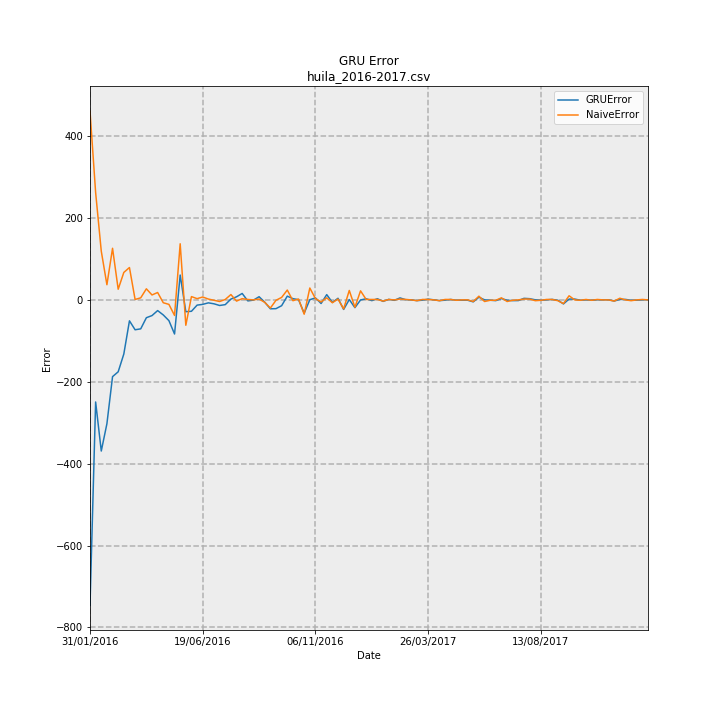 GRU Error
huila_2016-2017.csv
GRUError
NaiveError
400
200
0
−200
−400
−600
−800
Error
31/01/2016
19/06/2016
06/11/2016
26/03/2017
13/08/2017
Date